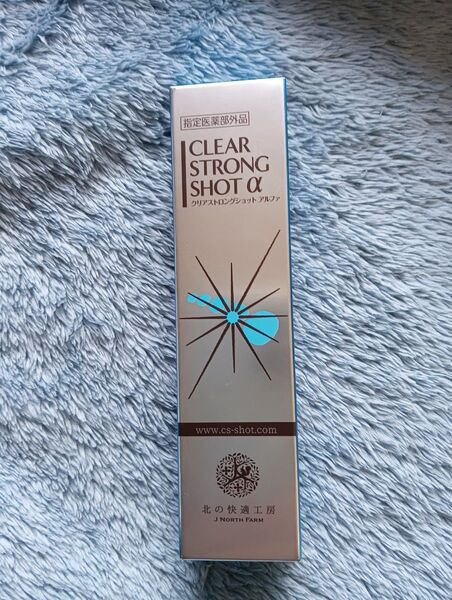 指定医薬部外品
CLEAR
STRONG
SHOT α
クリアストロングショット アルファ
www.cs-shot.com
北の快適工房
J NORTH FARM